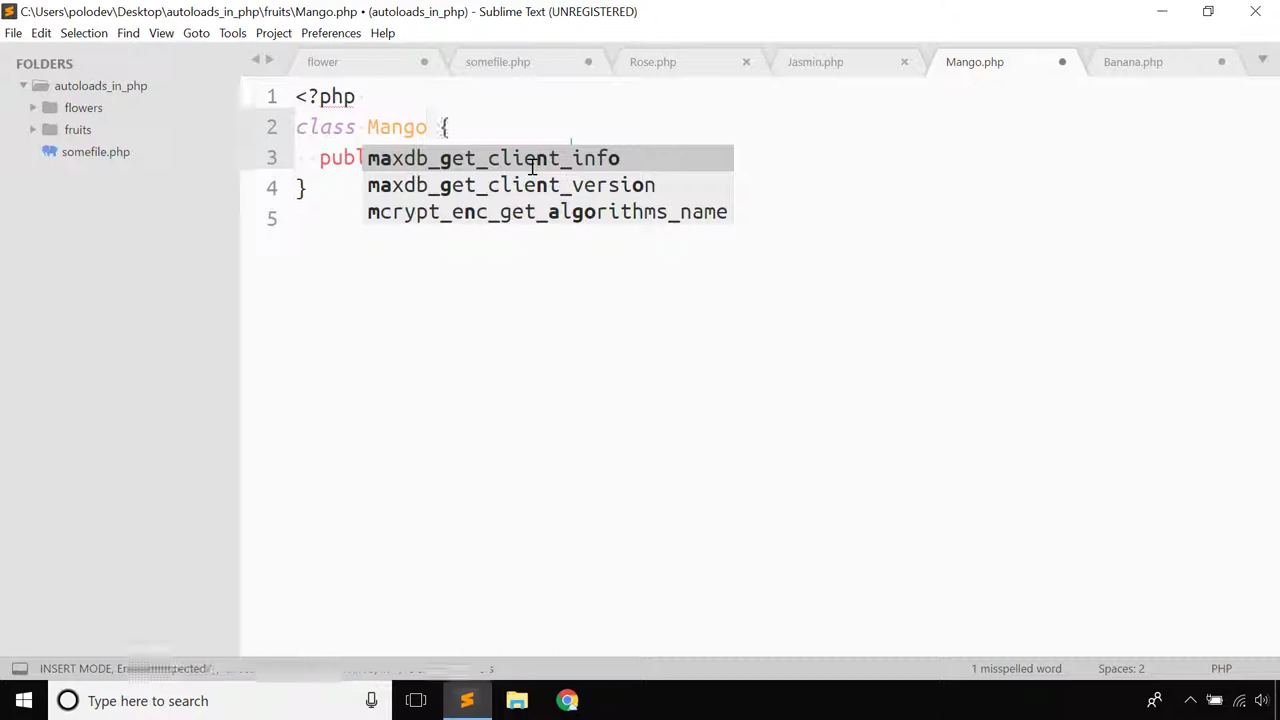 C:\Users\polodev\Desktop\autoloads_in_php\fruits\Mango.php • (autoloads_in_php) - Sublime Text (UNREGISTERED)
File Edit Selection Find View Goto Tools Project Preferences Help
FOLDERS
autoloads_in_php
flowers
fruits
somefile.php
flower somefile.php Rose.php Jasmin.php Mango.php Banana.php
1 <?php
2 class Mango {
3 publ
4 }
5
maxdb_get_client_info
maxdb_get_client_version
mcrypt_enc_get_algorithms_name
INSERT MODE, 1 misspelled word Spaces: 2 PHP
Type here to search